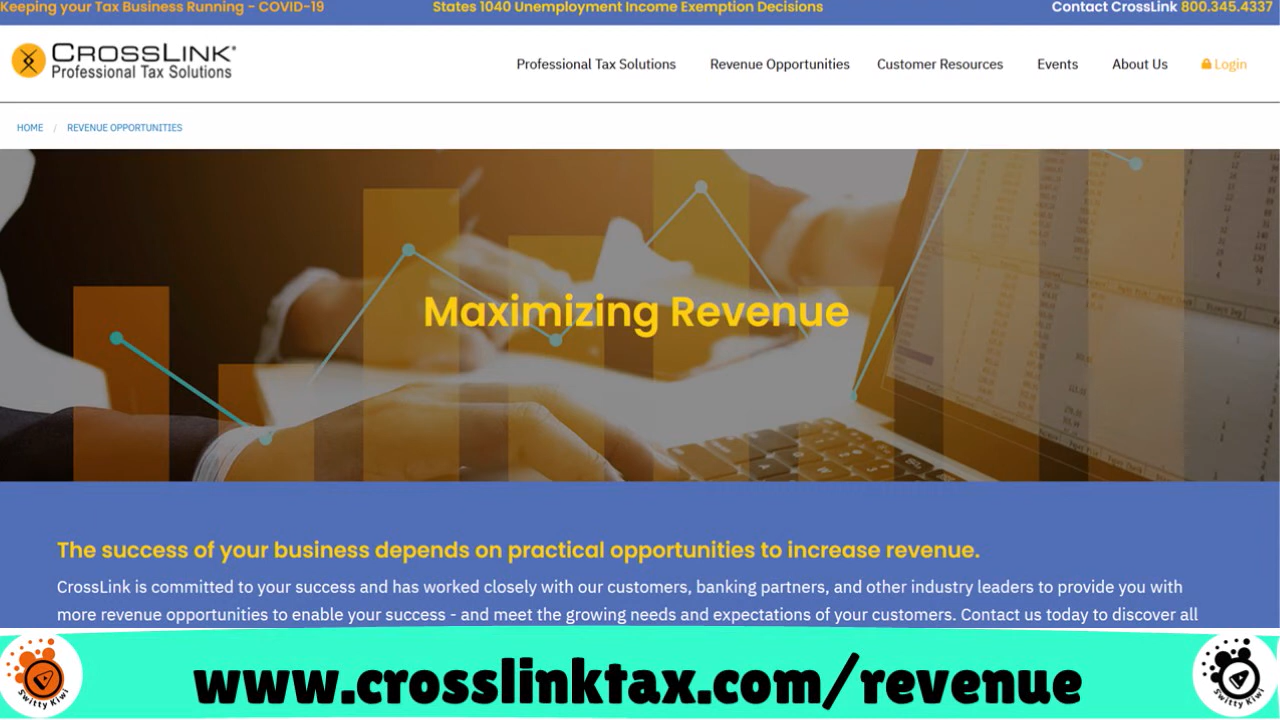 Keeping your Tax Business Running - COVID-19 States 1040 Unemployment Income Exemption Decisions Contact CrossLink 800.345.4337
CROSSLINK®
Professional Tax Solutions
Professional Tax Solutions Revenue Opportunities Customer Resources Events About Us Login
HOME / REVENUE OPPORTUNITIES
Maximizing Revenue
The success of your business depends on practical opportunities to increase revenue.
CrossLink is committed to your success and has worked closely with our customers, banking partners, and other industry leaders to provide you with
more revenue opportunities to enable your success - and meet the growing needs and expectations of your customers. Contact us today to discover all
www.crosslinktax.com/revenue
Switty Kiwi
Switty Kiwi